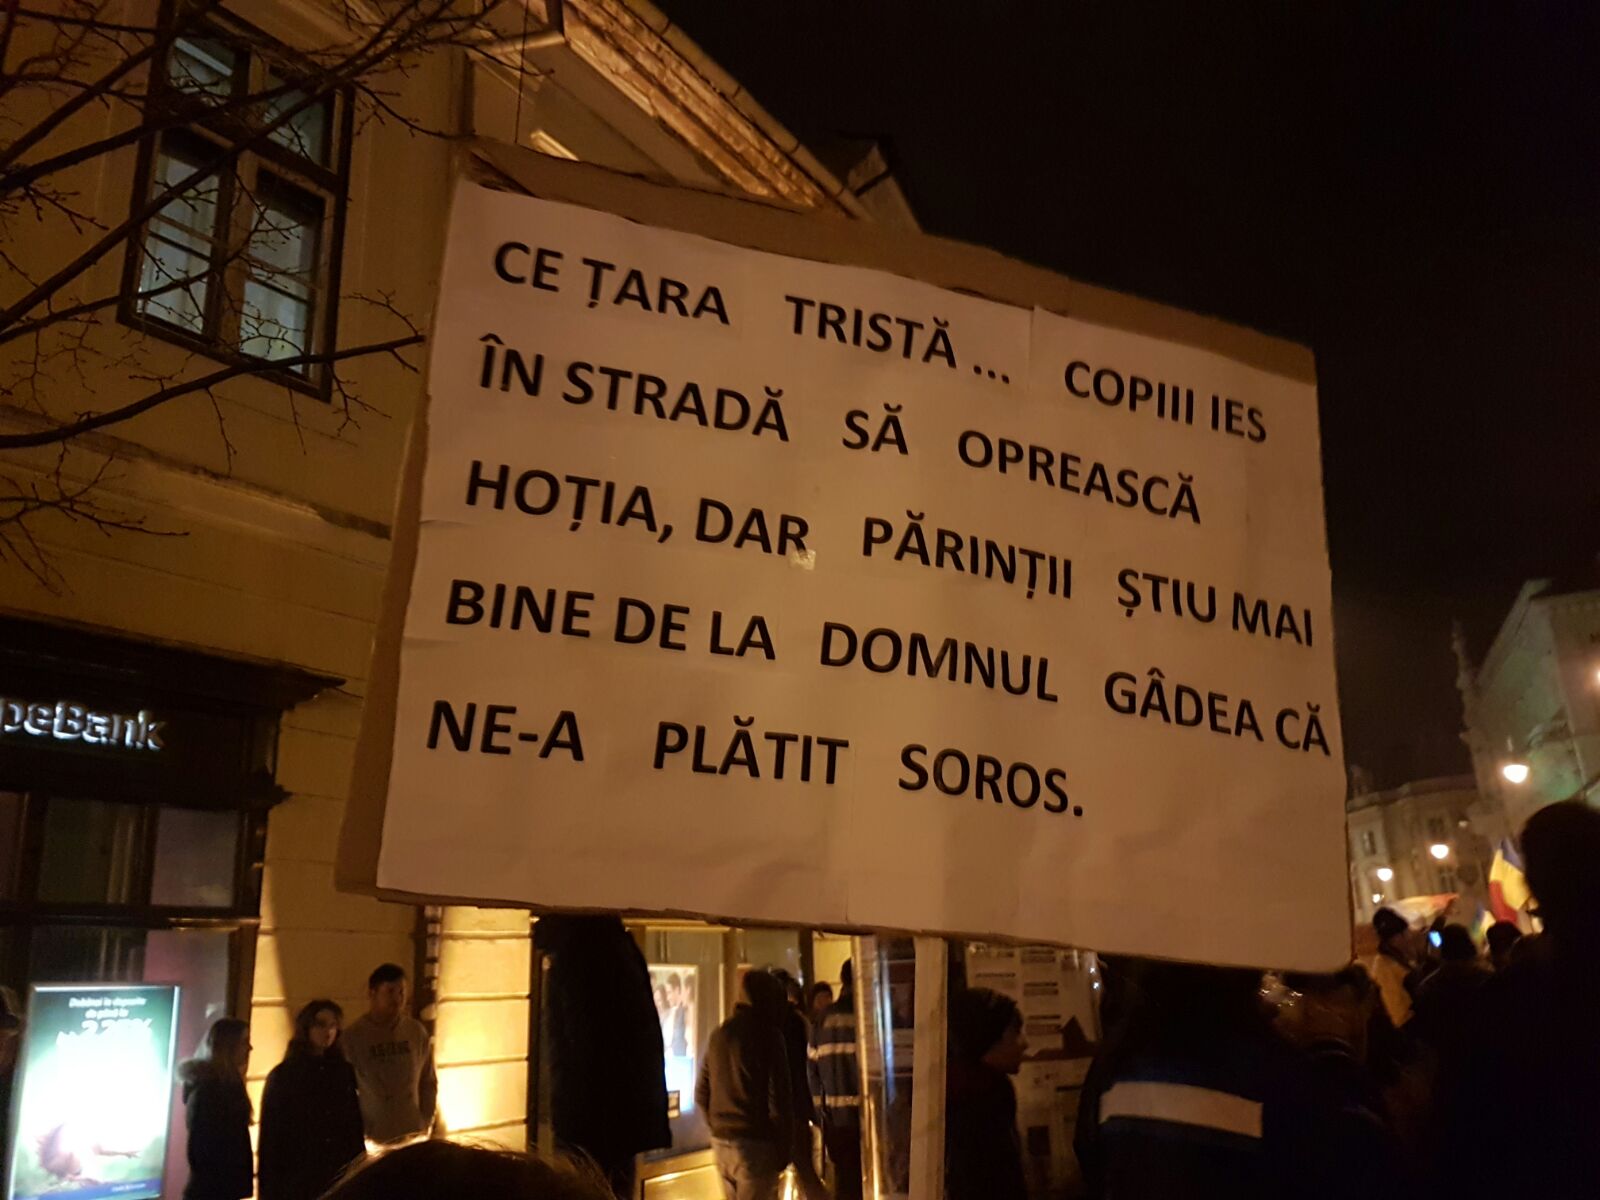 CE ȚARA TRISTĂ ... COPIII IES
ÎN STRADĂ SĂ OPREASCĂ
HOȚIA, DAR PĂRINȚII ȘTIU MAI
BINE DE LA DOMNUL GÂDEA CĂ
NE-A PLĂTIT SOROS.
peBank